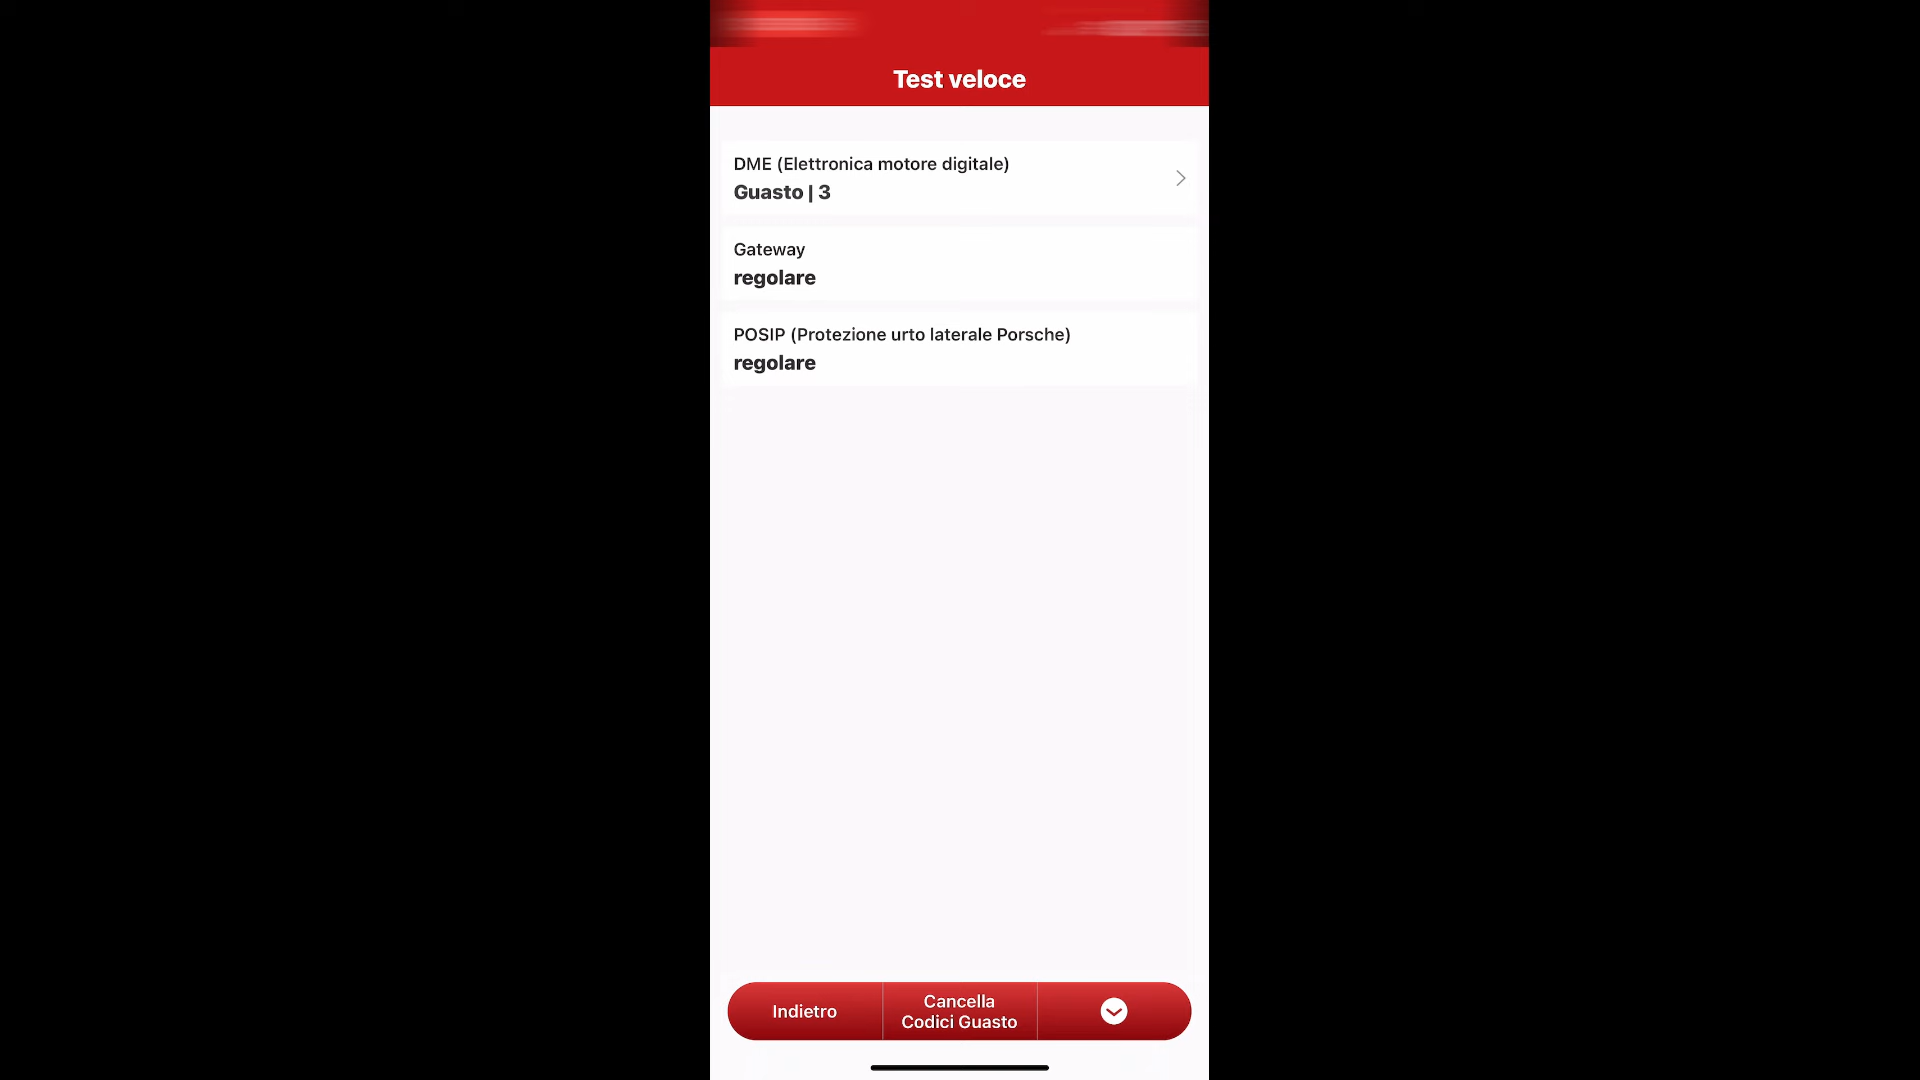 Test veloce
DME (Elettronica motore digitale)
Guasto | 3
Gateway
regolare
POSIP (Protezione urto laterale Porsche)
regolare
Indietro
Cancella
Codici Guasto